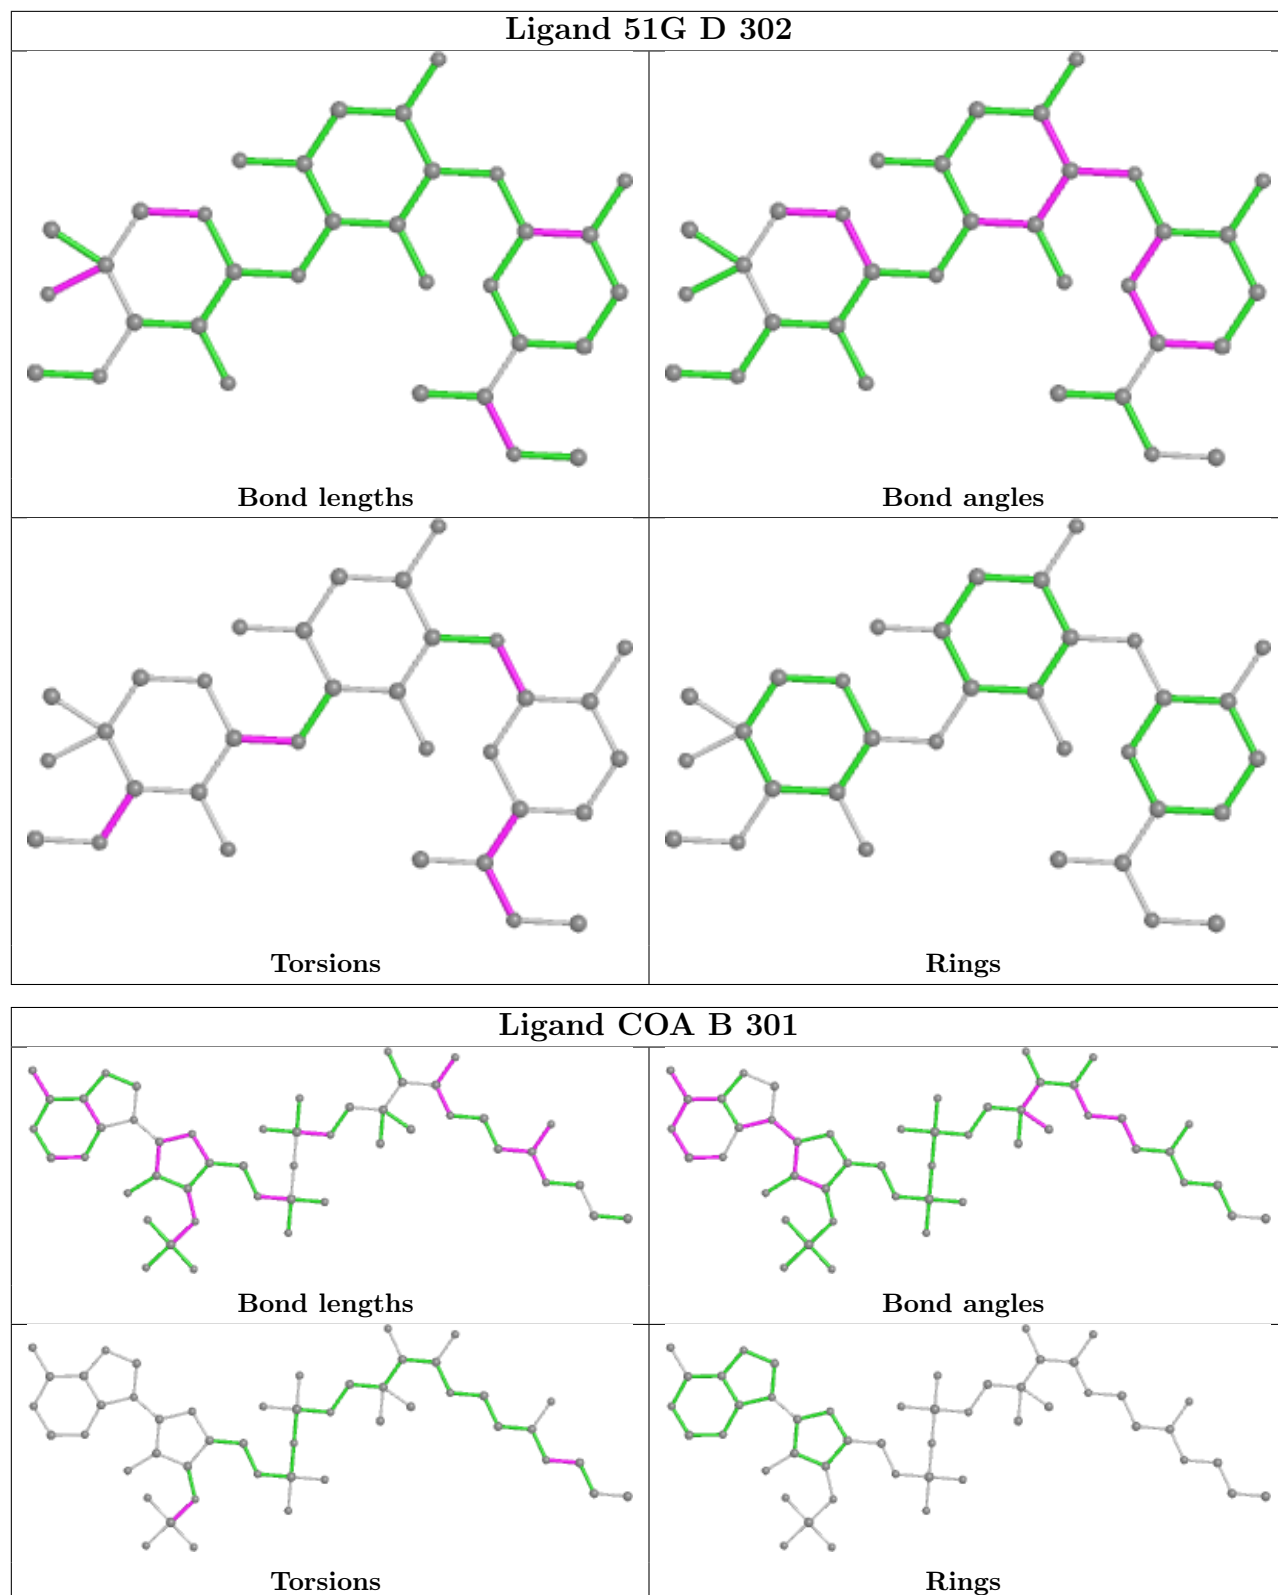 Ligand 51G D 302
Bond lengths
Bond angles
Torsions
Rings
Ligand COA B 301
Bond lengths
Bond angles
Torsions
Rings